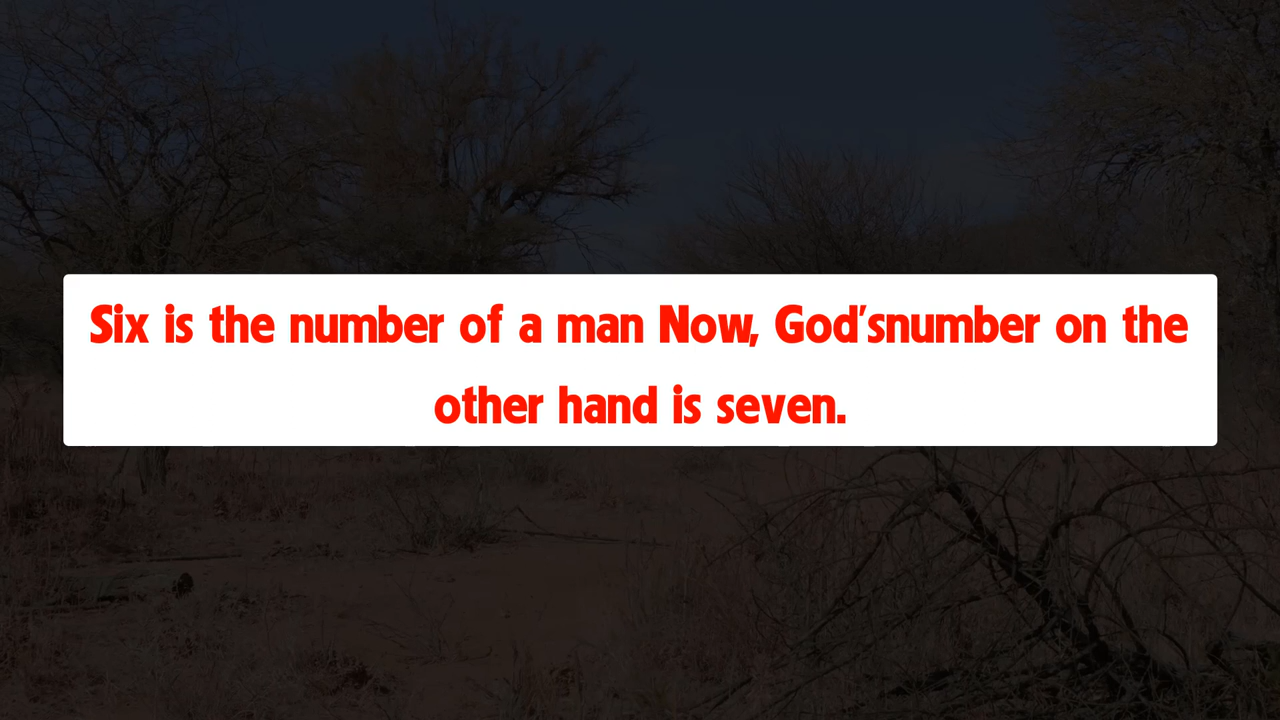 Six is the number of a man Now, God'snumber on the
other hand is seven.